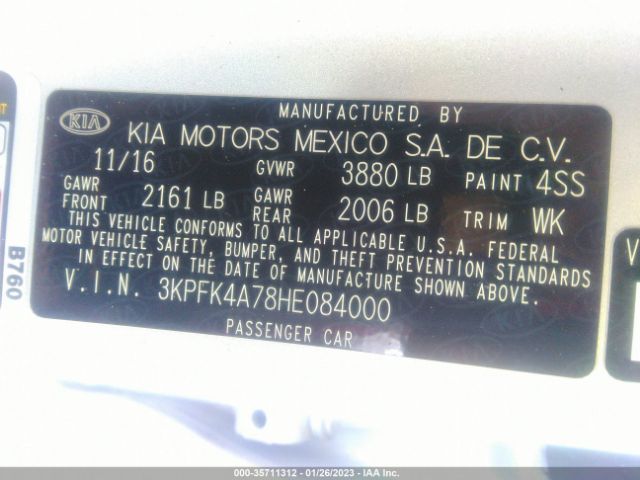 MANUFACTURED BY
KIA
KIA MOTORS MEXICO S.A. DE C.V.
11/16 GVWR 3880 LB PAINT 4SS
GAWR FRONT 2161 LB GAWR REAR 2006 LB TRIM WK
THIS VEHICLE CONFORMS TO ALL APPLICABLE U.S.A. FEDERAL
MOTOR VEHICLE SAFETY, BUMPER, AND THEFT PREVENTION STANDARDS
IN EFFECT ON THE DATE OF MANUFACTURE SHOWN ABOVE.
V.I.N. 3KPFK4A78HE084000
PASSENGER CAR
B760
V
000-35711312 - 01/26/2023 - IAA Inc.